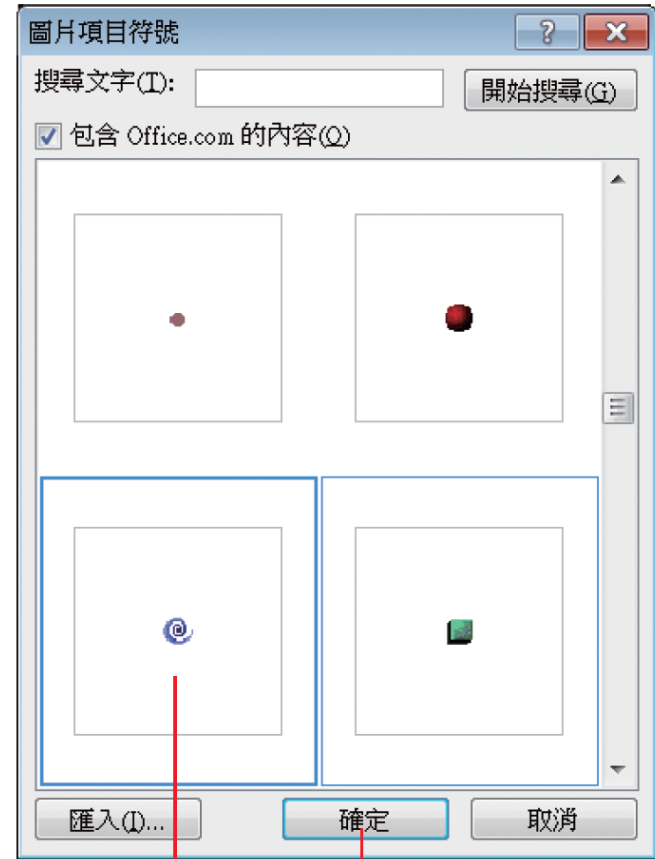 圖片項目符號
搜尋文字(T):
開始搜尋(G)
包含 Office.com 的內容(O)
匯入(I)...
確定
取消